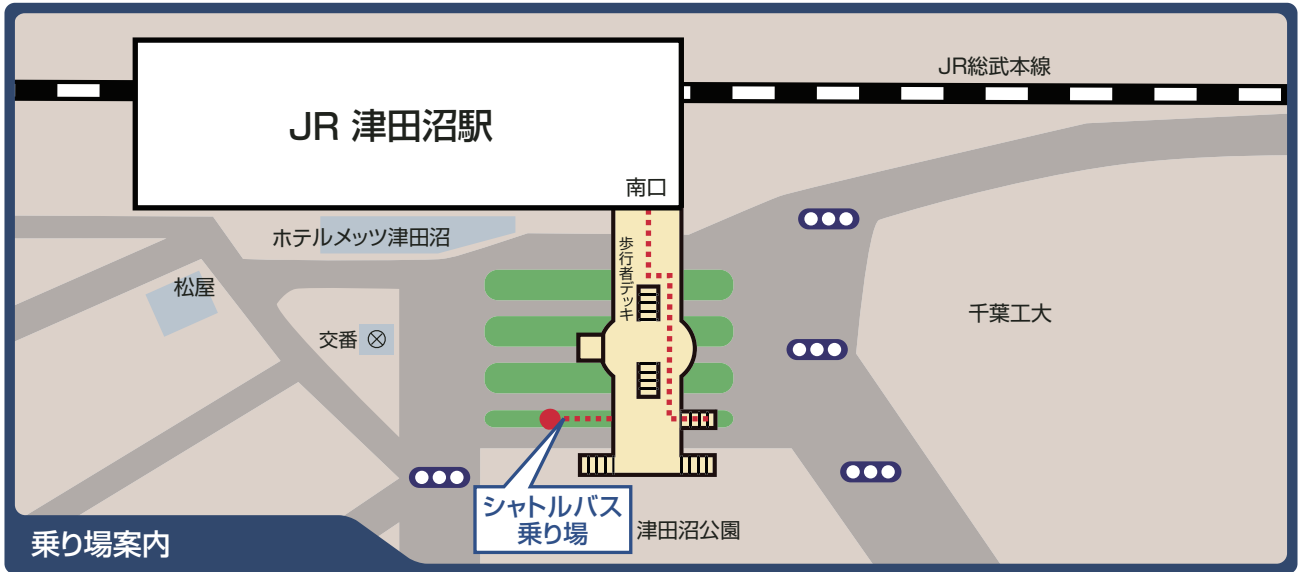 JR総武本線
JR 津田沼駅
南口
ホテルメッツ津田沼
歩行者デッキ
松屋
千葉工大
交番
シャトルバス
乗り場
津田沼公園
乗り場案内